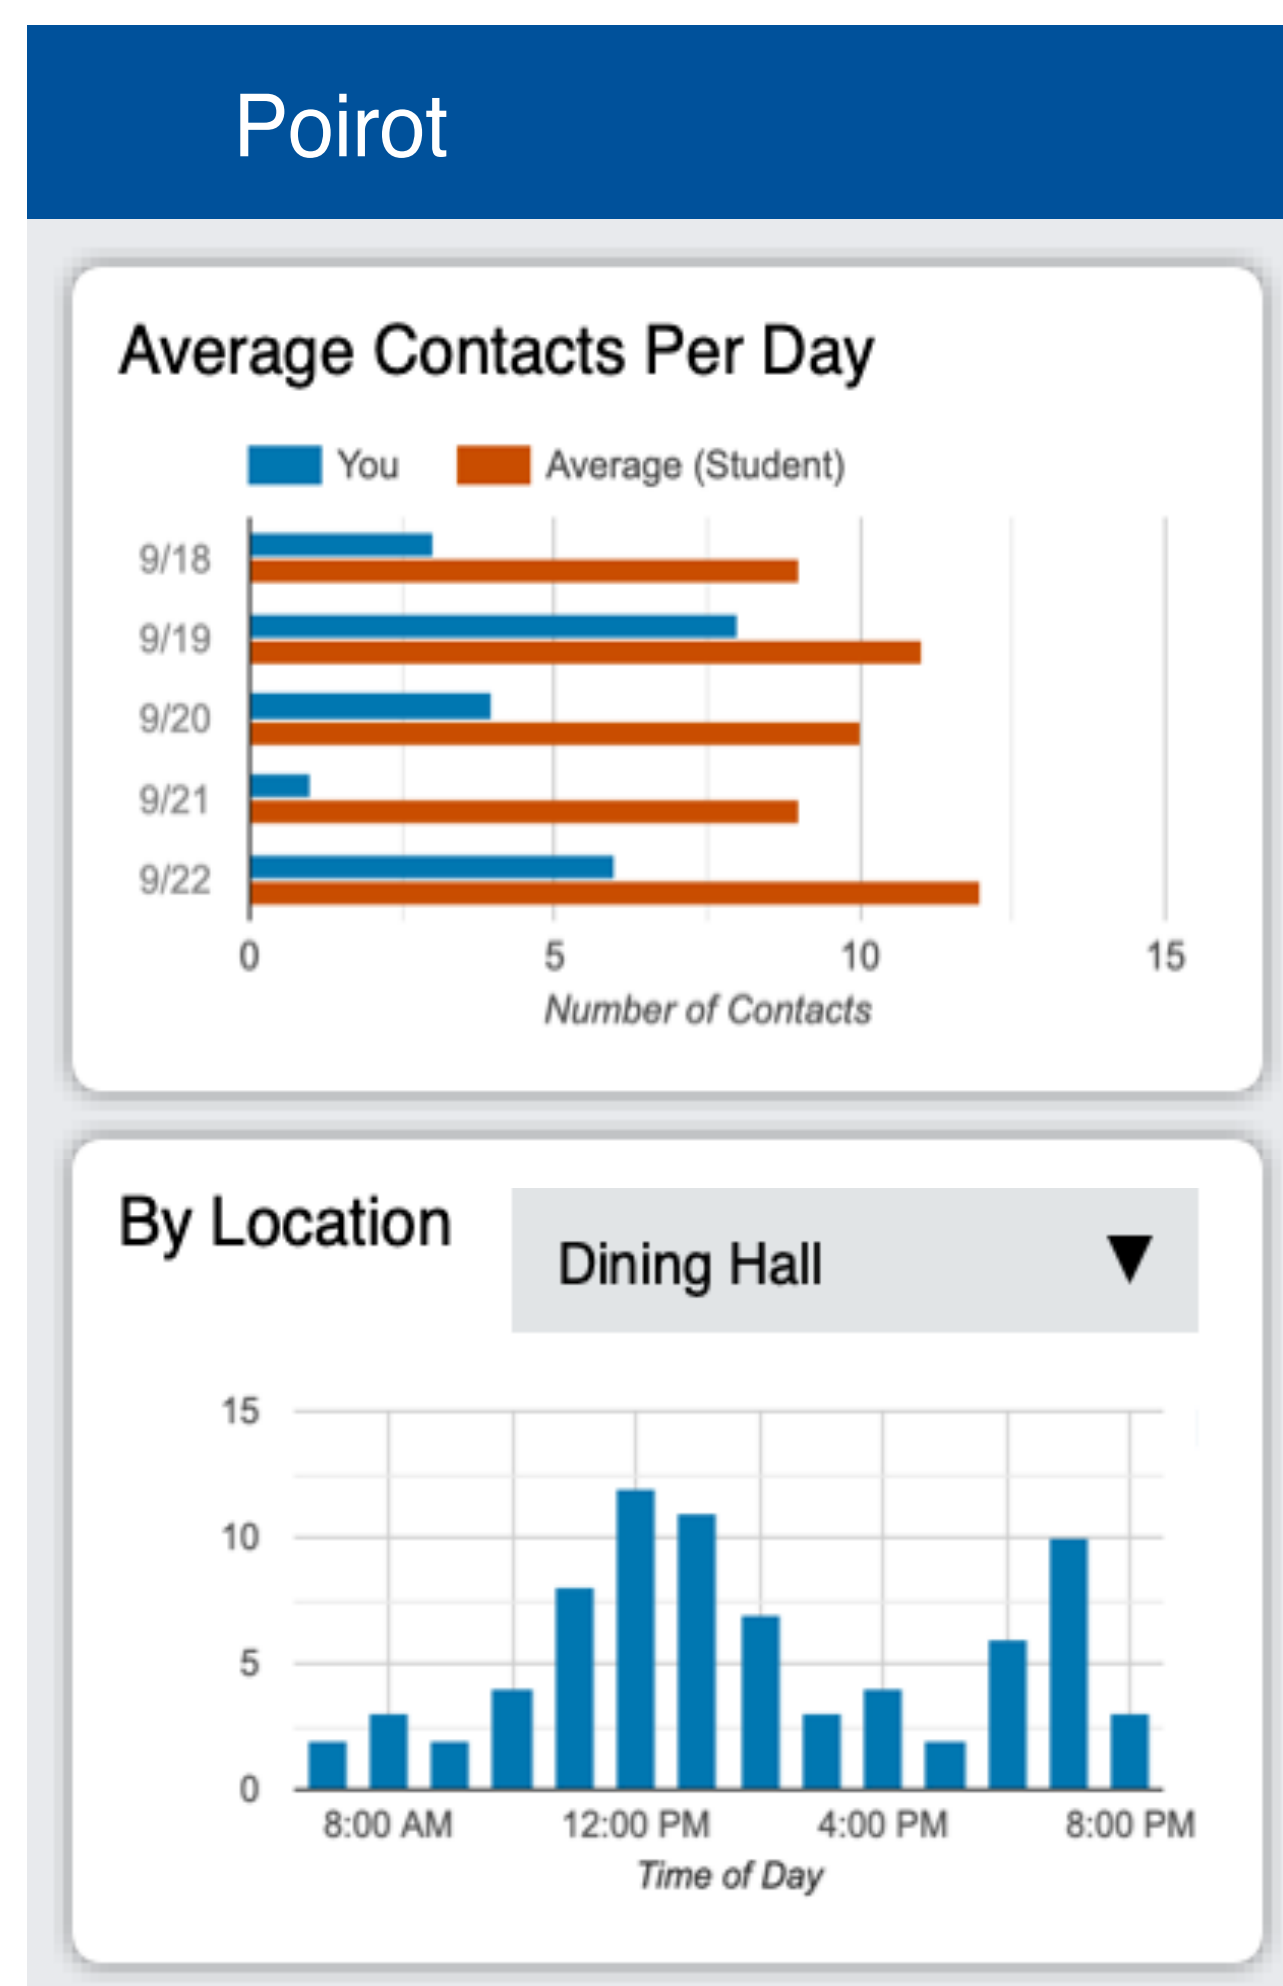 Poirot
Average Contacts Per Day
You Average (Student)
9/18
9/19
9/20
9/21
9/22
0 5 10 15
Number of Contacts
By Location
Dining Hall ▼
15
10
5
0
8:00 AM 12:00 PM 4:00 PM 8:00 PM
Time of Day